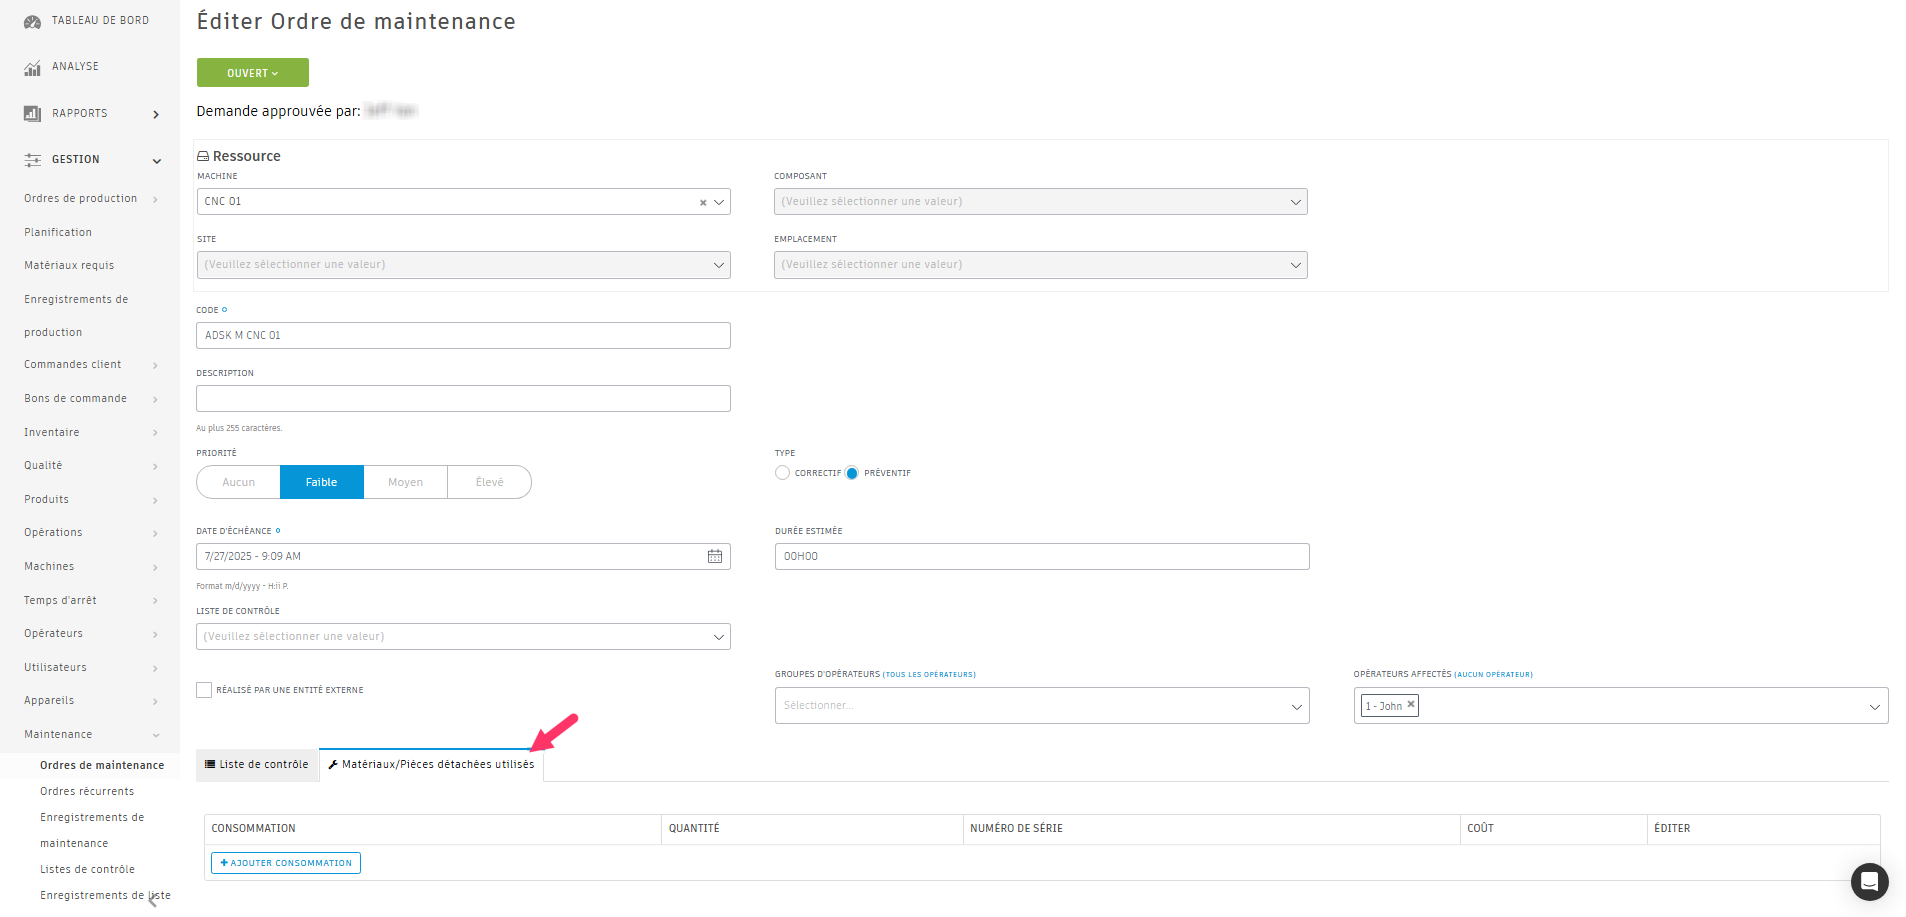 TABLEAU DE BORD
ANALYSE
RAPPORTS
GESTION
Ordres de production
Planification
Matériaux requis
Enregistrements de
production
Commandes client
Bons de commande
Inventaire
Qualité
Produits
Opérations
Machines
Temps d'arrêt
Opérateurs
Utilisateurs
Appareils
Maintenance
Ordres de maintenance
Ordres récurrents
Enregistrements de
maintenance
Listes de contrôle
Enregistrements de liste
Éditer Ordre de maintenance
OUVERT
Demande approuvée par:
Ressource
MACHINE
COMPOSANT
CNC 01
(Veuillez sélectionner une valeur)
SITE
EMPLACEMENT
(Veuillez sélectionner une valeur)
(Veuillez sélectionner une valeur)
CODE
ADSK M CNC 01
DESCRIPTION
Au plus 255 caractères.
PRIORITÉ
TYPE
Aucun Faible Moyen Élevé
CORRECTIF PRÉVENTIF
DATE D'ÉCHÉANCE
DURÉE ESTIMÉE
7/27/2025 - 9:09 AM
00H00
Format m/d/yyyy - H:ii P.
LISTE DE CONTRÔLE
(Veuillez sélectionner une valeur)
RÉALISÉ PAR UNE ENTITÉ EXTERNE
GROUPES D'OPÉRATEURS (TOUS LES OPÉRATEURS)
Sélectionner...
OPÉRATEURS AFFECTÉS (AUCUN OPÉRATEUR)
1 - John
Liste de contrôle
Matériaux/Pièces détachées utilisés
CONSOMMATION QUANTITÉ NUMÉRO DE SÉRIE COÛT ÉDITER
+ AJOUTER CONSOMMATION